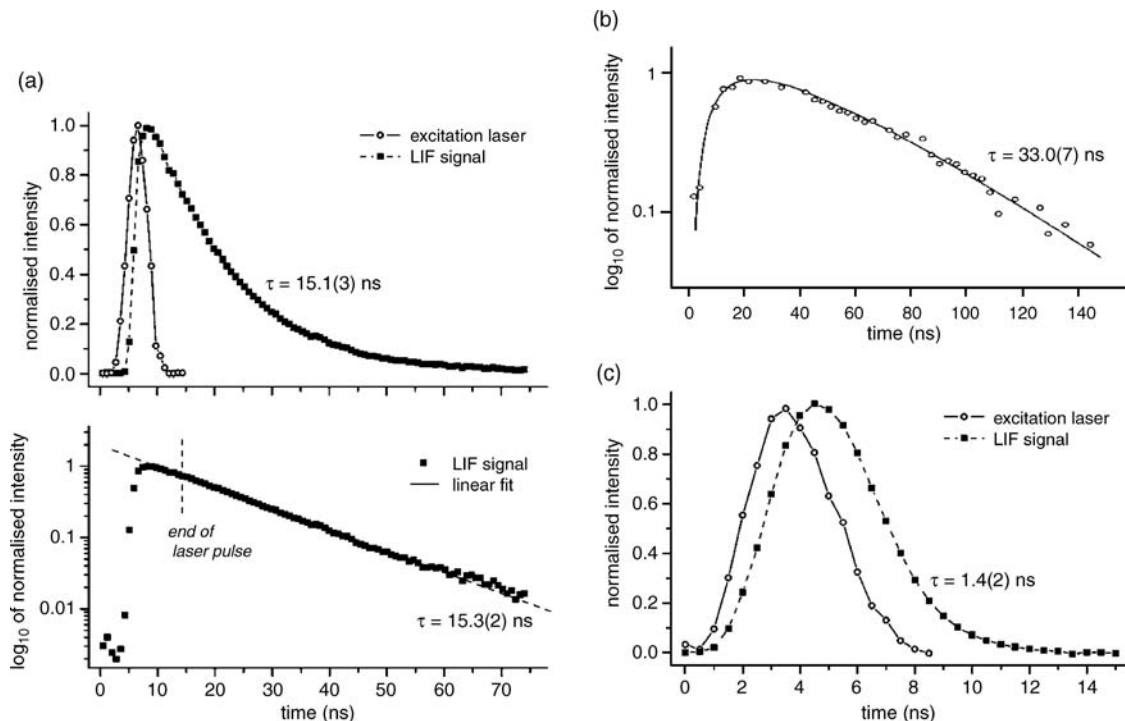 (a)
normalised intensity
1.0
0.8
0.6
0.4
0.2
0.0
excitation laser
LIF signal
τ = 15.1(3) ns
log₁₀ of normalised intensity
1
0.1
0.01
LIF signal
linear fit
end of
laser pulse
τ = 15.3(2) ns
0 10 20 30 40 50 60 70
time (ns)
(b)
log₁₀ of normalised intensity
1
0.1
τ = 33.0(7) ns
0 20 40 60 80 100 120 140
time (ns)
(c)
normalised intensity
1.0
0.8
0.6
0.4
0.2
0.0
excitation laser
LIF signal
τ = 1.4(2) ns
0 2 4 6 8 10 12 14
time (ns)